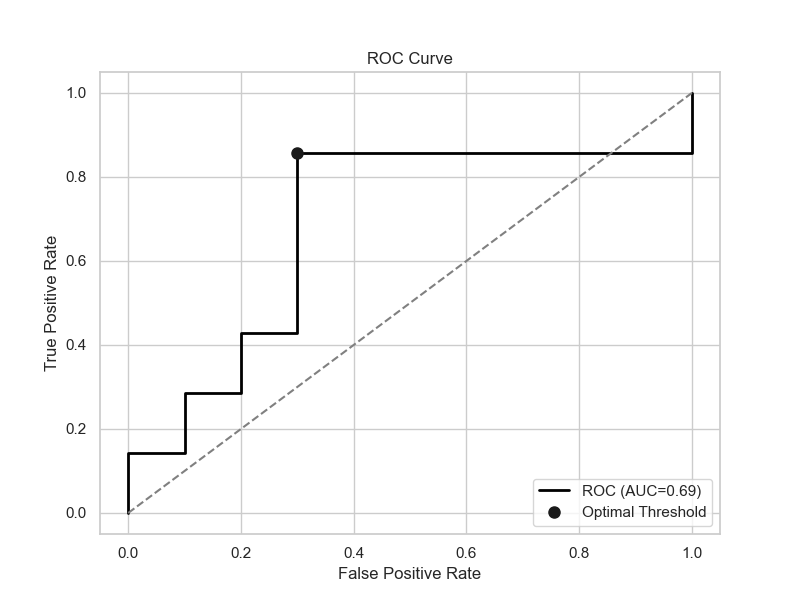 ROC Curve
1.0
0.8
0.6
0.4
0.2
0.0
True Positive Rate
0.0 0.2 0.4 0.6 0.8 1.0
False Positive Rate
ROC (AUC=0.69)
Optimal Threshold